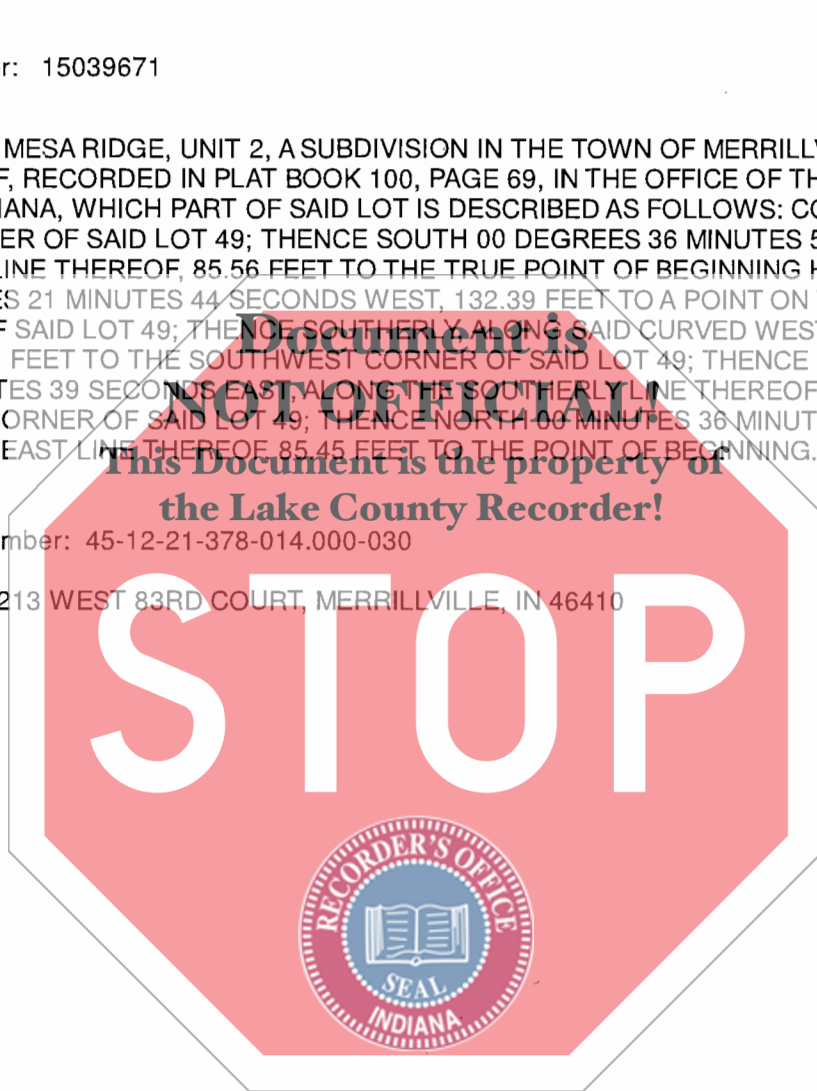 r: 15039671
MESA RIDGE, UNIT 2, A SUBDIVISION IN THE TOWN OF MERRILLV
F, RECORDED IN PLAT BOOK 100, PAGE 69, IN THE OFFICE OF TH
IANA, WHICH PART OF SAID LOT IS DESCRIBED AS FOLLOWS: CO
ER OF SAID LOT 49; THENCE SOUTH 00 DEGREES 36 MINUTES 5
LINE THEREOF, 85.56 FEET TO THE TRUE POINT OF BEGINNING H
ES 21 MINUTES 44 SECONDS WEST, 132.39 FEET TO A POINT ON
F SAID LOT 49; THENCE SOUTHERLY ALONG SAID CURVED WEST
Document is
FEET TO THE SOUTHWEST CORNER OF SAID LOT 49; THENCE
TES 39 SECONDS EAST, ALONG THE SOUTHERLY LINE THEREOF
NOT OFFICIAL!
ORNER OF SAID LOT 49; THENCE NORTH 00 MINUTES 36 MINUT
EAST LINE THEREOF 85.45 FEET TO THE POINT OF BEGINNING.
This Document is the property of
the Lake County Recorder!
mber: 45-12-21-378-014.000-030
213 WEST 83RD COURT, MERRILLVILLE, IN 46410
STOP
RECORDER'S OFFICE
SEAL
INDIANA